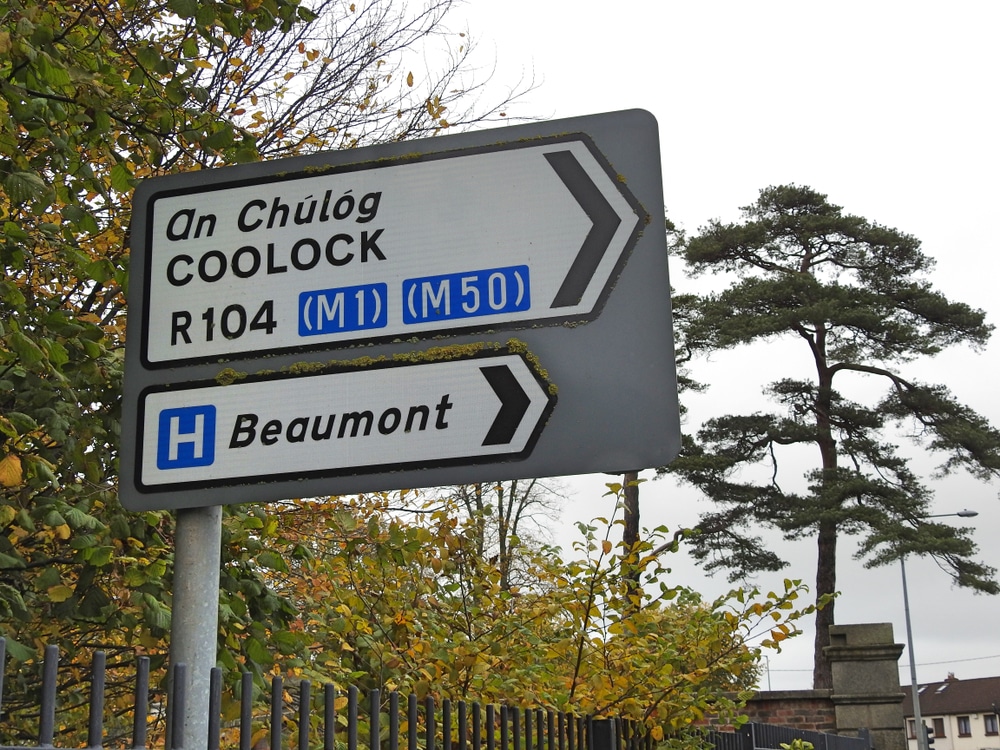 An Chúlóg
COOLOCK
R104 (M1) (M50)
H Beaumont